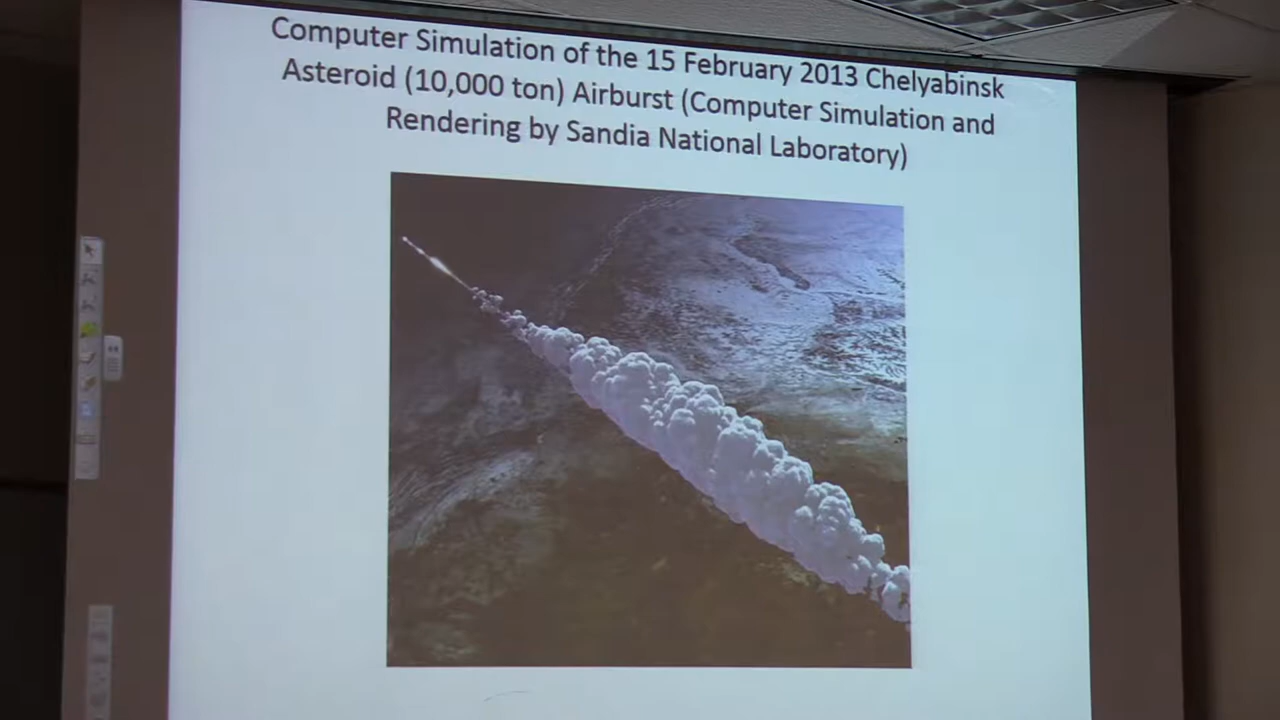 Computer Simulation of the 15 February 2013 Chelyabinsk
Asteroid (10,000 ton) Airburst (Computer Simulation and
Rendering by Sandia National Laboratory)